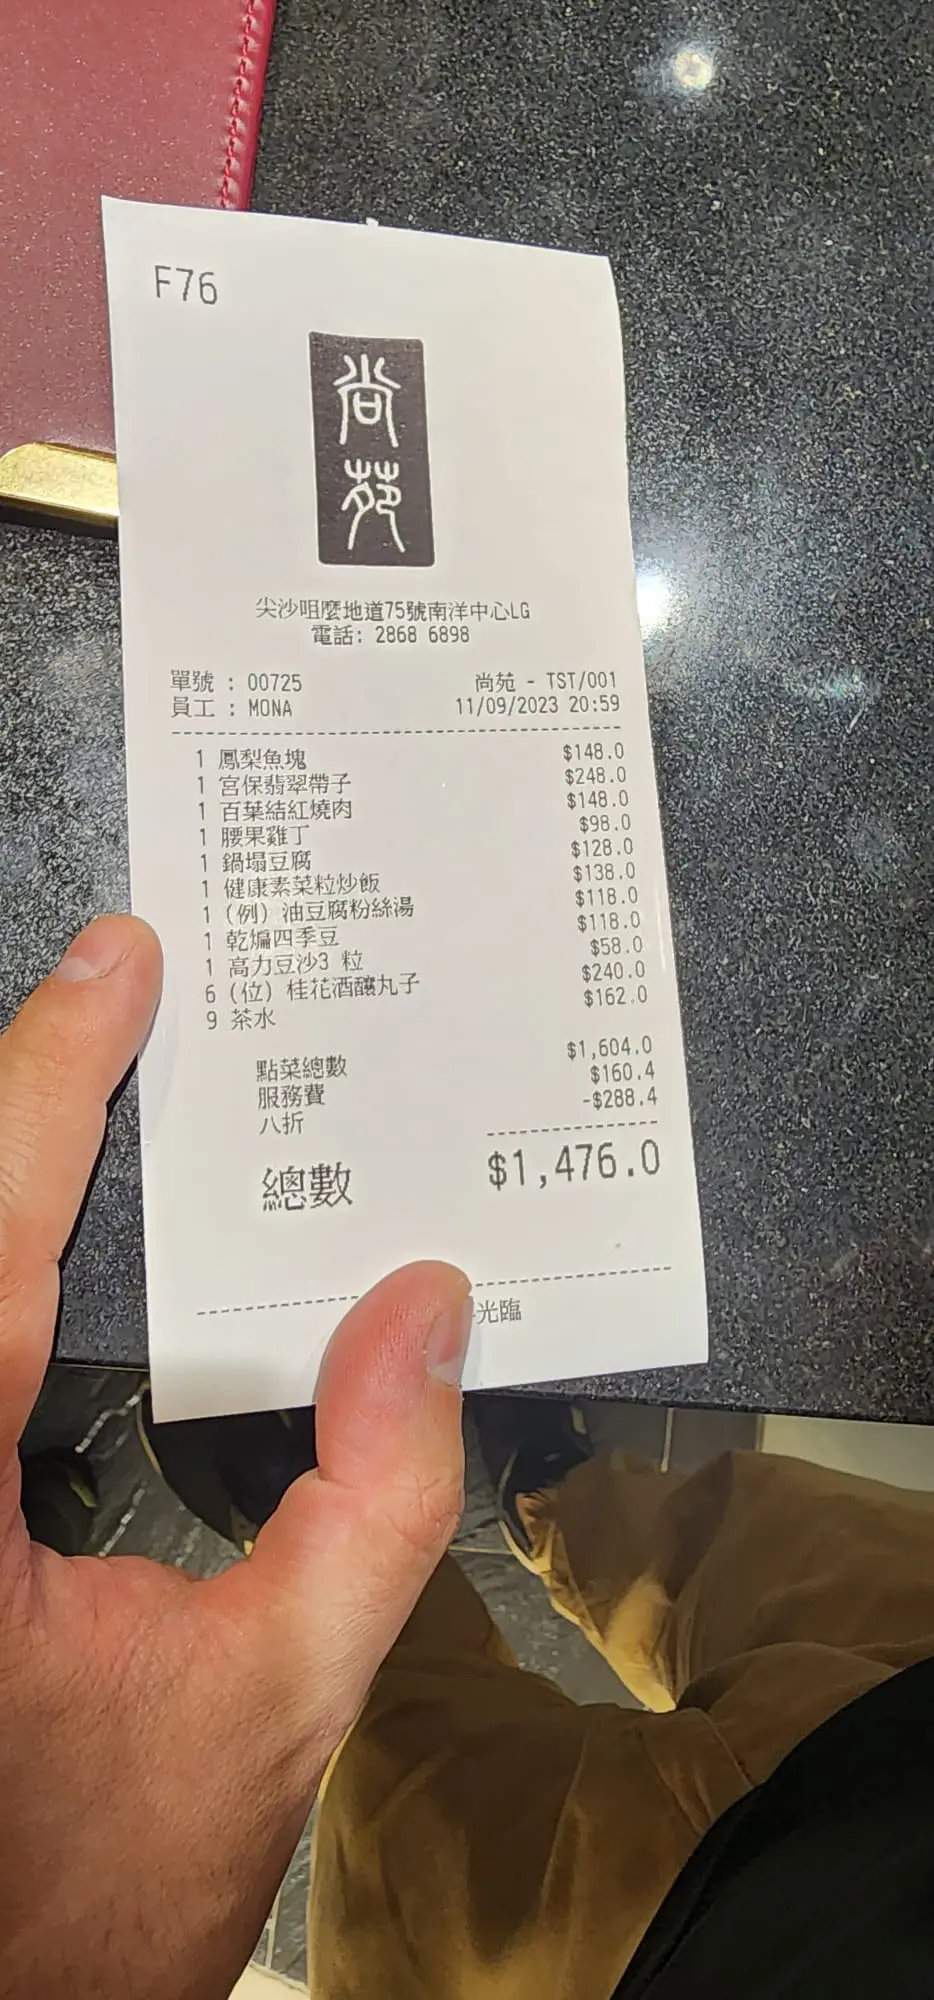 F76
尚苑
尖沙咀麼地道75號南洋中心LG
電話: 2868 6898
單號 : 00725 尚苑 - TST/001
員工 : MONA 11/09/2023 20:59
1 鳳梨魚塊 $148.0
1 宮保翡翠帶子 $248.0
1 百葉結紅燒肉 $148.0
1 腰果雞丁 $98.0
1 鍋塌豆腐 $128.0
1 健康素菜粒炒飯 $138.0
1 (例) 油豆腐粉絲湯 $118.0
1 乾煸四季豆 $118.0
1 高力豆沙3 粒 $58.0
6 (位) 桂花酒釀丸子 $240.0
9 茶水 $162.0
點菜總數 $1,604.0
服務費 $160.4
八折 -$288.4
總數 $1,476.0
光臨